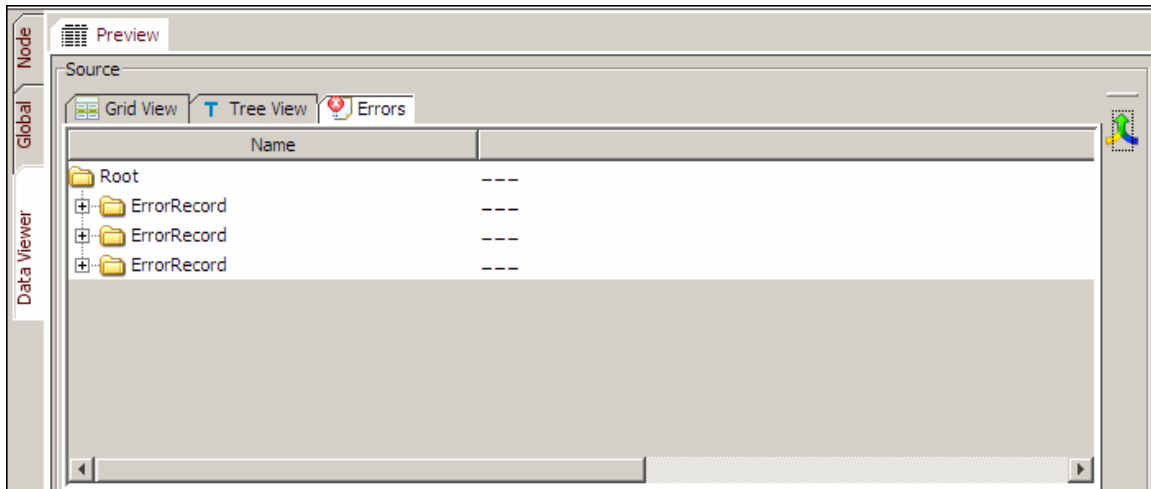 Node
Global
Data Viewer
Preview
Source
Grid View T Tree View Errors
Name
Root ---
ErrorRecord ---
ErrorRecord ---
ErrorRecord ---